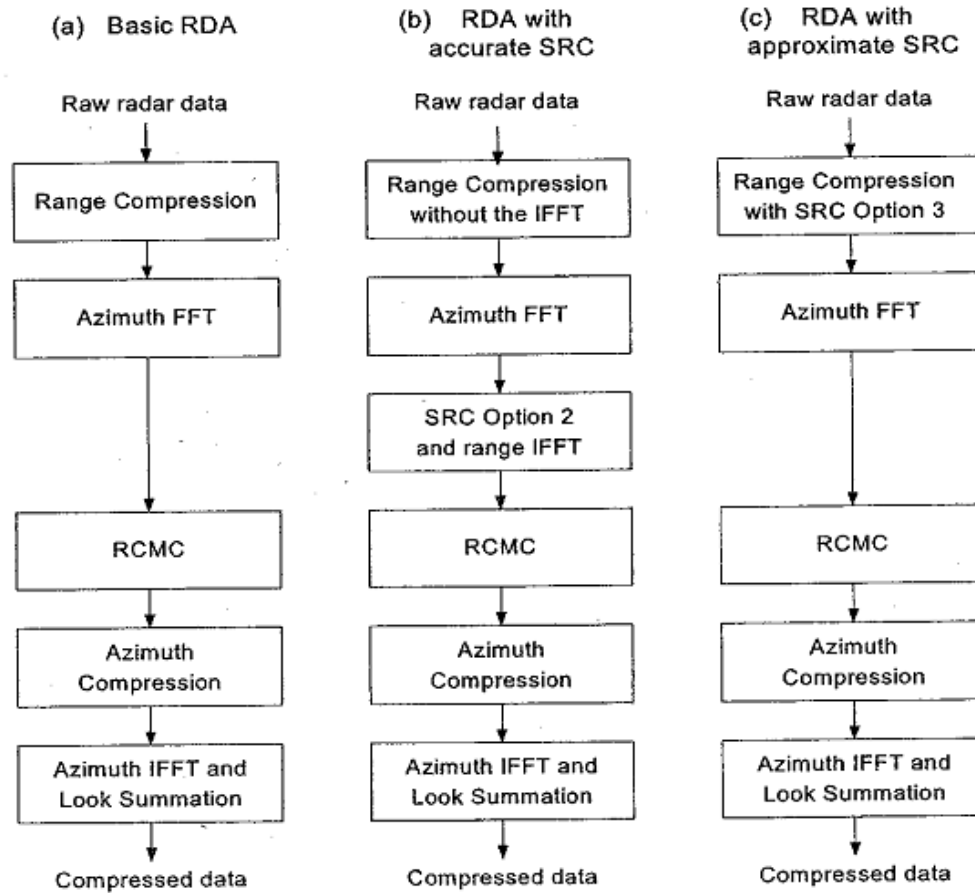 (a) Basic RDA
Raw radar data
Range Compression
Azimuth FFT
RCMC
Azimuth
Compression
Azimuth IFFT and
Look Summation
Compressed data
(b) RDA with
accurate SRC
Raw radar data
Range Compression
without the IFFT
Azimuth FFT
SRC Option 2
and range IFFT
RCMC
Azimuth
Compression
Azimuth IFFT and
Look Summation
Compressed data
(c) RDA with
approximate SRC
Raw radar data
Range Compression
with SRC Option 3
Azimuth FFT
RCMC
Azimuth
Compression
Azimuth IFFT and
Look Summation
Compressed data